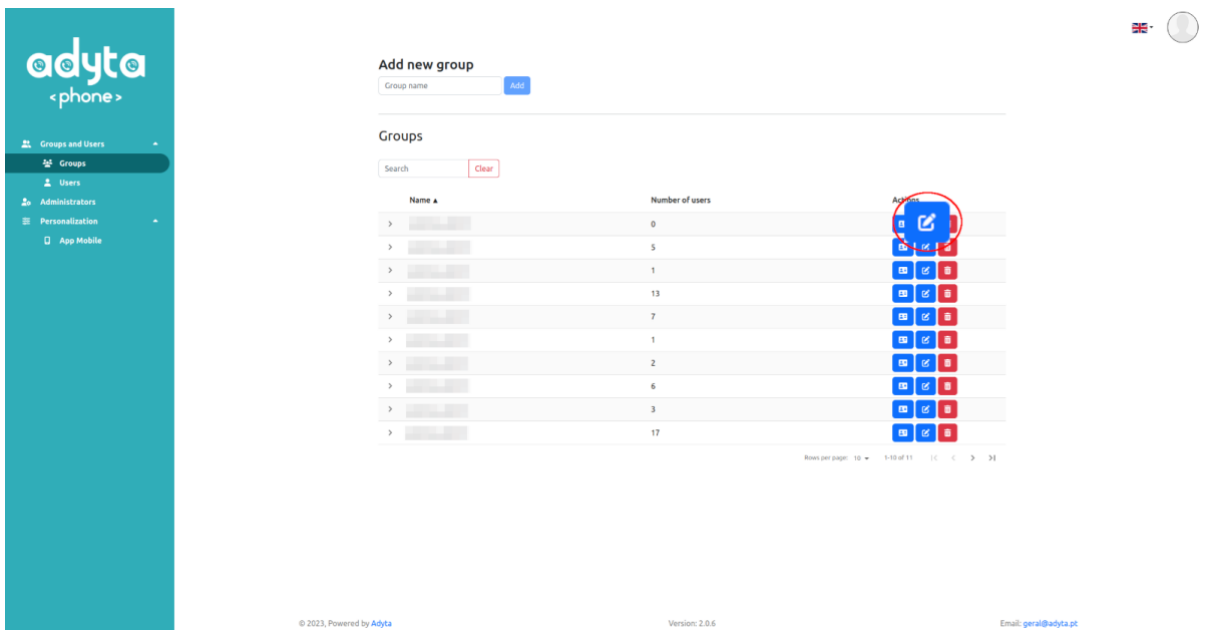 adyta
<phone>
Groups and Users
Groups
Users
Administrators
Personalization
App Mobile
Add new group
Group name Add
Groups
Search Clear
Name ▲ Number of users Actions
0
5
1
13
7
1
2
6
3
17
Rows per page: 10 1-10 of 11
© 2023, Powered by Adyta Version: 2.0.6 Email: geral@adyta.pt